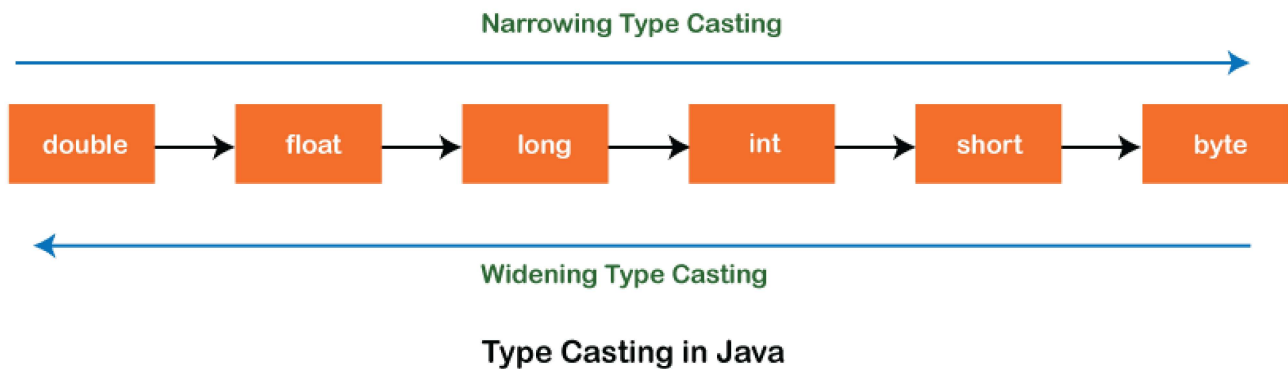 Narrowing Type Casting
double float long int short byte
Widening Type Casting
Type Casting in Java